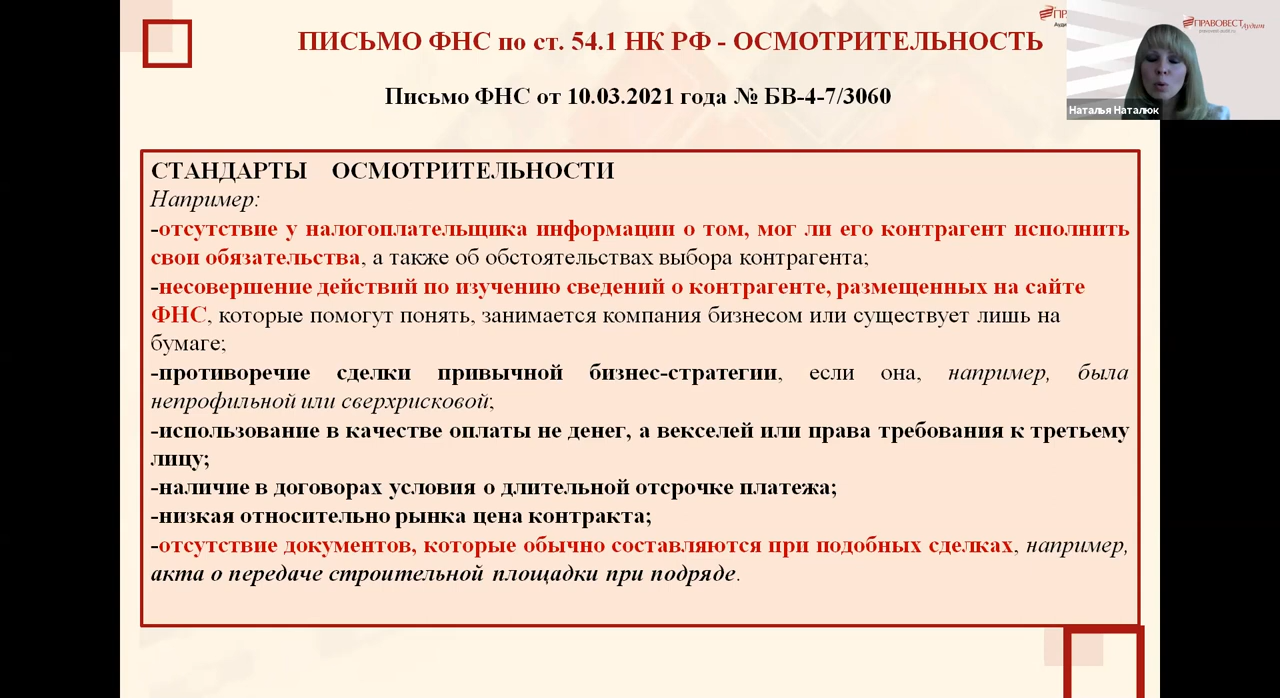 ПИСЬМО ФНС по ст. 54.1 НК РФ - ОСМОТРИТЕЛЬНОСТЬ
ПРАВОВЕСТ Аудит
Письмо ФНС от 10.03.2021 года № БВ-4-7/3060
Наталья Наталюк
СТАНДАРТЫ ОСМОТРИТЕЛЬНОСТИ
Например:
-отсутствие у налогоплательщика информации о том, мог ли его контрагент исполнить
свои обязательства, а также об обстоятельствах выбора контрагента;
-несовершение действий по изучению сведений о контрагенте, размещенных на сайте
ФНС, которые помогут понять, занимается компания бизнесом или существует лишь на
бумаге;
-противоречие сделки привычной бизнес-стратегии, если она, например, была
непрофильной или сверхрисковой;
-использование в качестве оплаты не денег, а векселей или права требования к третьему
лицу;
-наличие в договорах условия о длительной отсрочке платежа;
-низкая относительно рынка цена контракта;
-отсутствие документов, которые обычно составляются при подобных сделках, например,
акта о передаче строительной площадки при подряде.